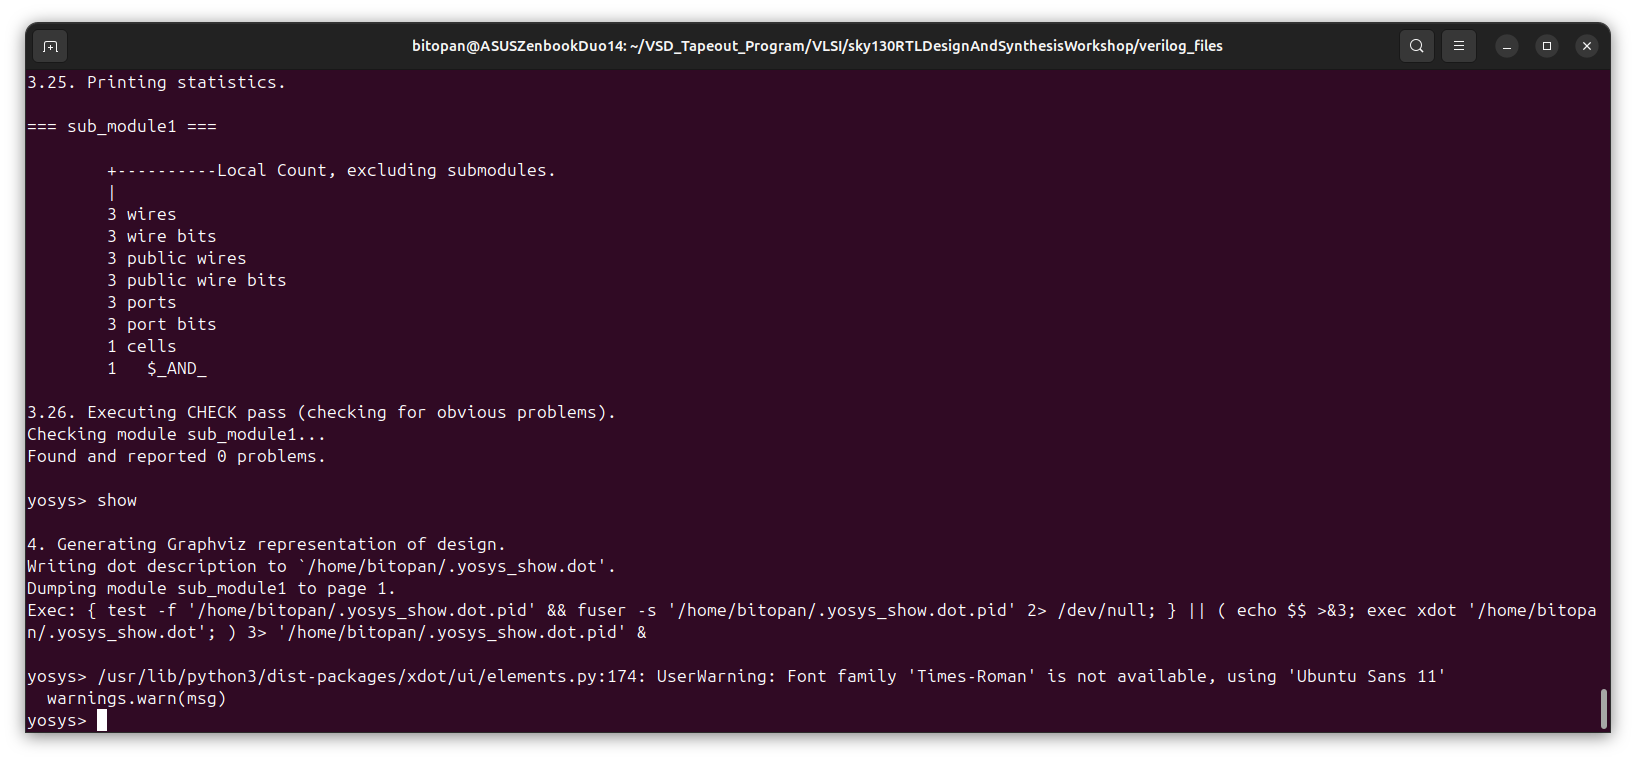 bitopan@ASUSZenbookDuo14: ~/VSD_Tapeout_Program/VLSI/sky130RTLDesignAndSynthesisWorkshop/verilog_files
3.25. Printing statistics.
=== sub_module1 ===
+----------Local Count, excluding submodules.
|
3 wires
3 wire bits
3 public wires
3 public wire bits
3 ports
3 port bits
1 cells
1   $_AND_
3.26. Executing CHECK pass (checking for obvious problems).
Checking module sub_module1...
Found and reported 0 problems.
yosys> show
4. Generating Graphviz representation of design.
Writing dot description to `/home/bitopan/.yosys_show.dot'.
Dumping module sub_module1 to page 1.
Exec: { test -f '/home/bitopan/.yosys_show.dot.pid' && fuser -s '/home/bitopan/.yosys_show.dot.pid' 2> /dev/null; } || ( echo $$ >&3; exec xdot '/home/bitopa
n/.yosys_show.dot'; ) 3> '/home/bitopan/.yosys_show.dot.pid' &
yosys> /usr/lib/python3/dist-packages/xdot/ui/elements.py:174: UserWarning: Font family 'Times-Roman' is not available, using 'Ubuntu Sans 11'
  warnings.warn(msg)
yosys>